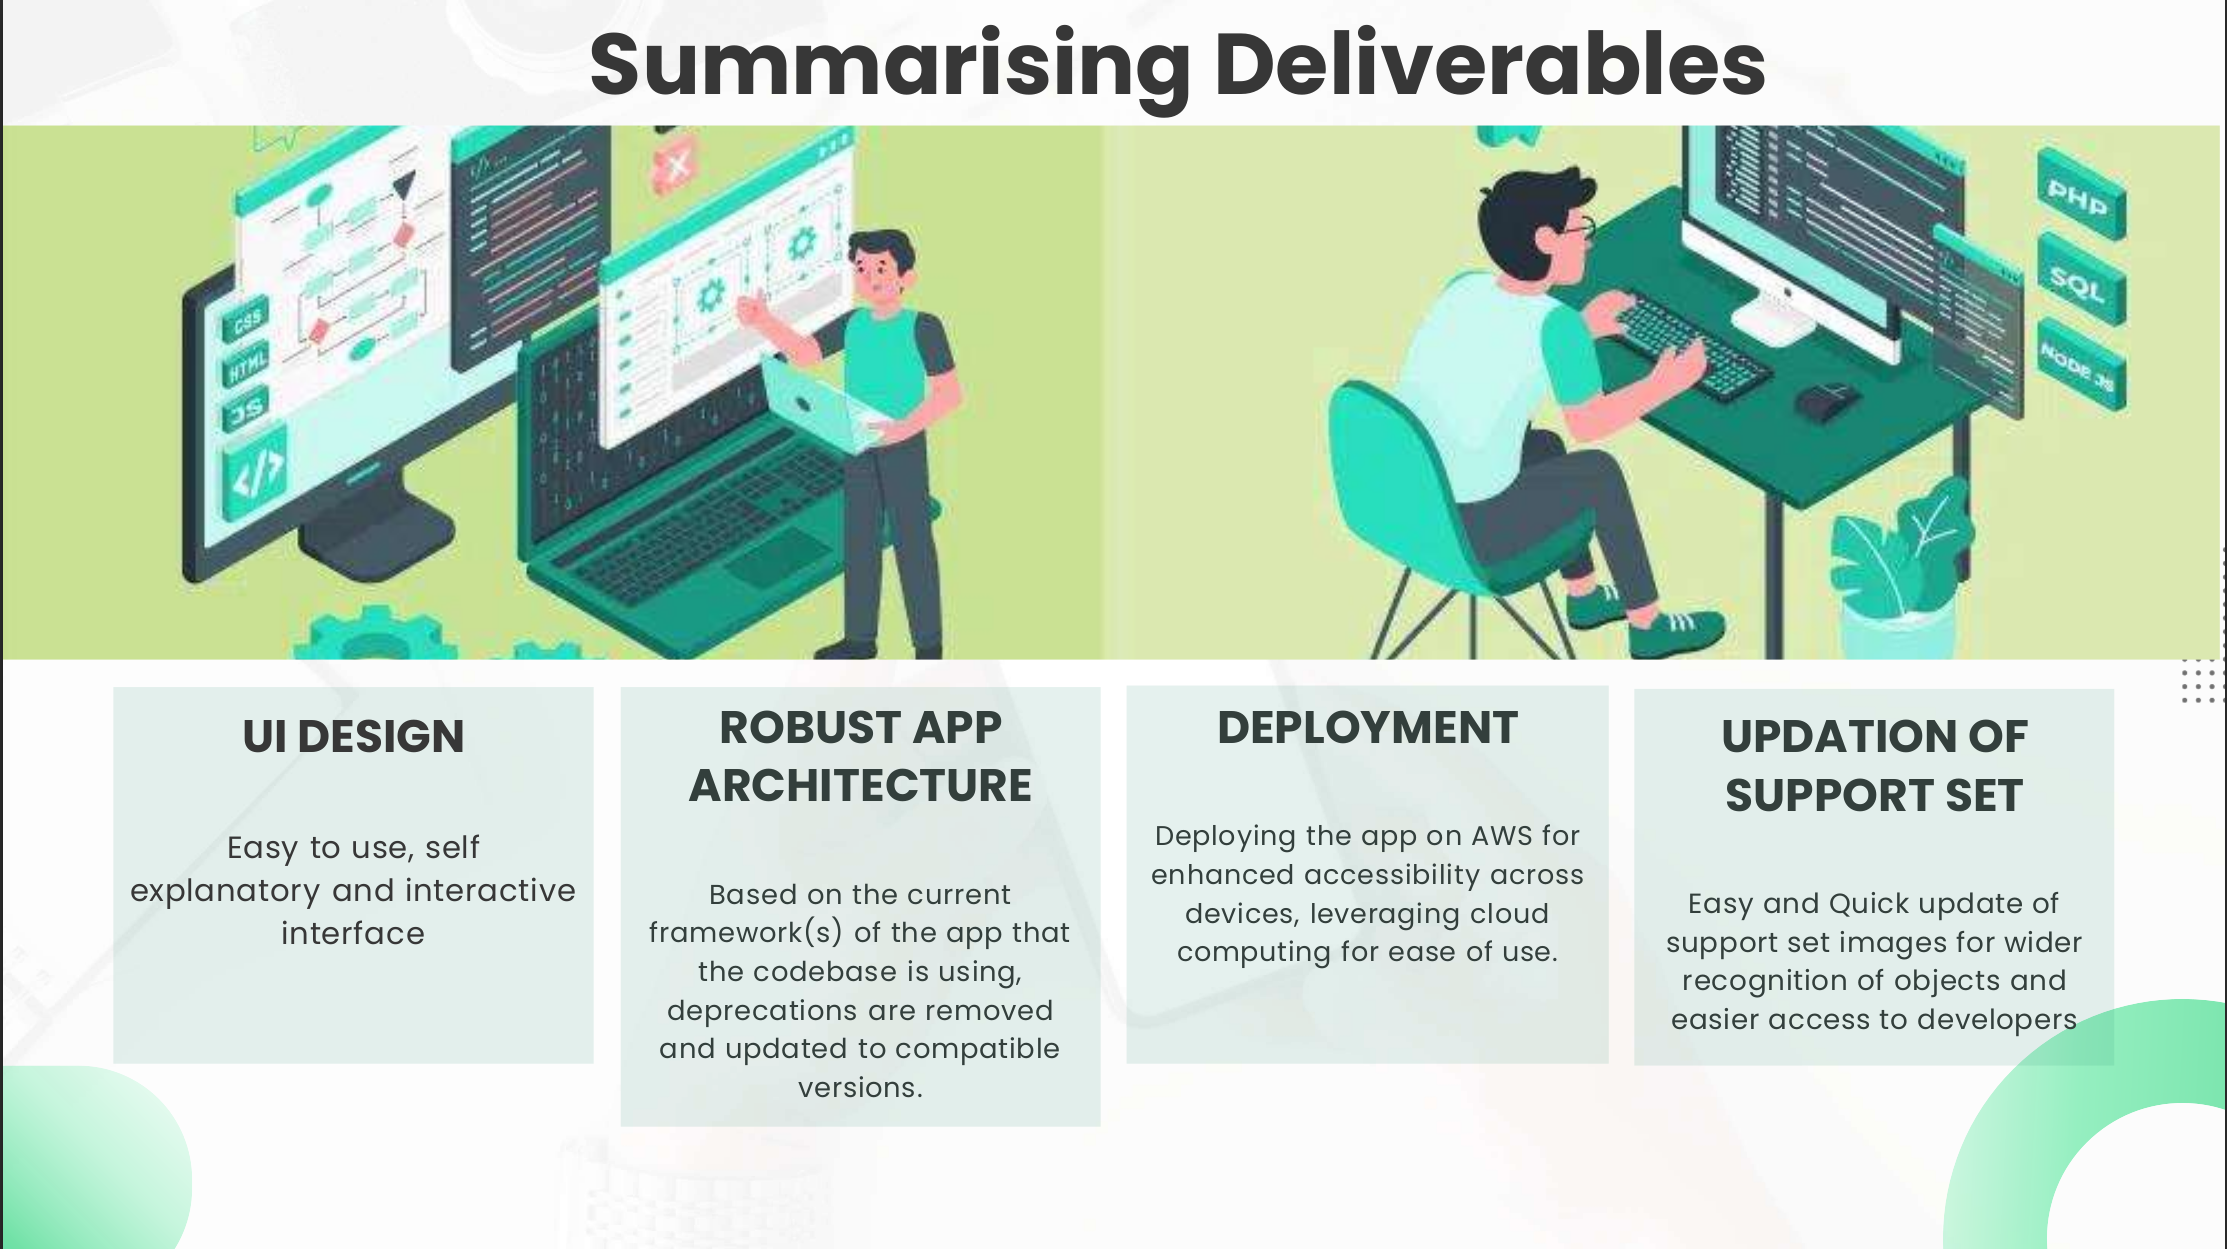 Summarising Deliverables
</...
CSS
HTML
JS
</>
PHP
SQL
NODE JS
UI DESIGN
Easy to use, self
explanatory and interactive
interface
ROBUST APP
ARCHITECTURE
Based on the current
framework(s) of the app that
the codebase is using,
deprecations are removed
and updated to compatible
versions.
DEPLOYMENT
Deploying the app on AWS for
enhanced accessibility across
devices, leveraging cloud
computing for ease of use.
UPDATION OF
SUPPORT SET
Easy and Quick update of
support set images for wider
recognition of objects and
easier access to developers